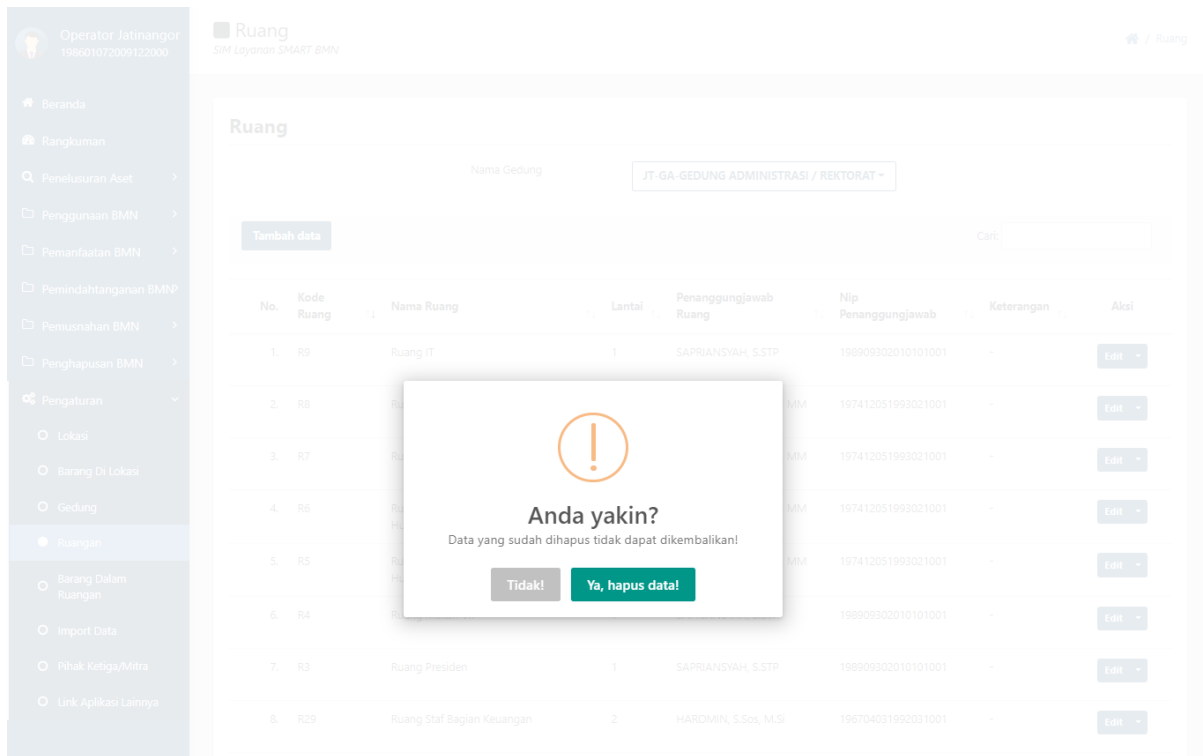 Operator Jatinangor
198601072009122000
Ruang
SIM Layanan SMART BMN
/ Ruang
Beranda
Rangkuman
Penelusuran Aset
Penggunaan BMN
Pemanfaatan BMN
Pemindahtanganan BMN
Pemusnahan BMN
Penghapusan BMN
Pengaturan
Lokasi
Barang Di Lokasi
Gedung
Ruangan
Barang Dalam
Ruangan
Import Data
Pihak Ketiga/Mitra
Link Aplikasi Lainnya
Ruang
Nama Gedung
JT-GA-GEDUNG ADMINISTRASI / REKTORAT
Tambah data
Cari:
No. Kode Ruang Nama Ruang Lantai Penanggungjawab Ruang Nip Penanggungjawab Keterangan Aksi
1. R9 Ruang IT 1 SAPRIANSYAH, S.STP 198909302010101001 - Edit
2. R8 MM 197412051993021001 - Edit
3. R7 MM 197412051993021001 - Edit
4. R6 MM 197412051993021001 - Edit
5. R5 MM 197412051993021001 - Edit
6. R4 198909302010101001 - Edit
7. R3 Ruang Presiden 1 SAPRIANSYAH, S.STP 198909302010101001 - Edit
8. R29 Ruang Staf Bagian Keuangan 2 HAROMIN, S.Sos, M.Si 196704031992031001 - Edit
Anda yakin?
Data yang sudah dihapus tidak dapat dikembalikan!
Tidak!
Ya, hapus data!